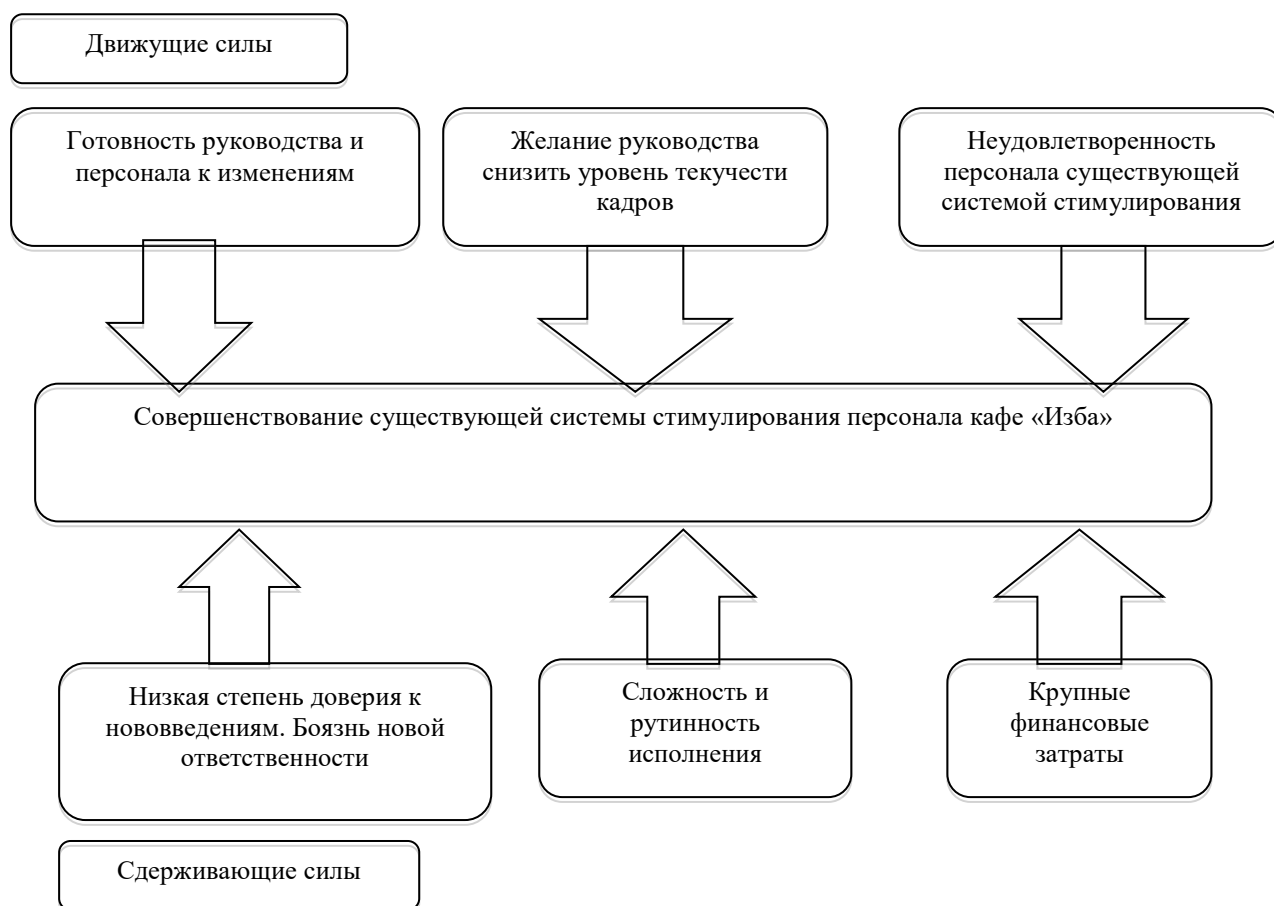 Движущие силы
Готовность руководства и
персонала к изменениям
Желание руководства
снизить уровень текучести
кадров
Неудовлетворенность
персонала существующей
системой стимулирования
Совершенствование существующей системы стимулирования персонала кафе «Изба»
Низкая степень доверия к
нововведениям. Боязнь новой
ответственности
Сложность и
рутинность
исполнения
Крупные
финансовые
затраты
Сдерживающие силы